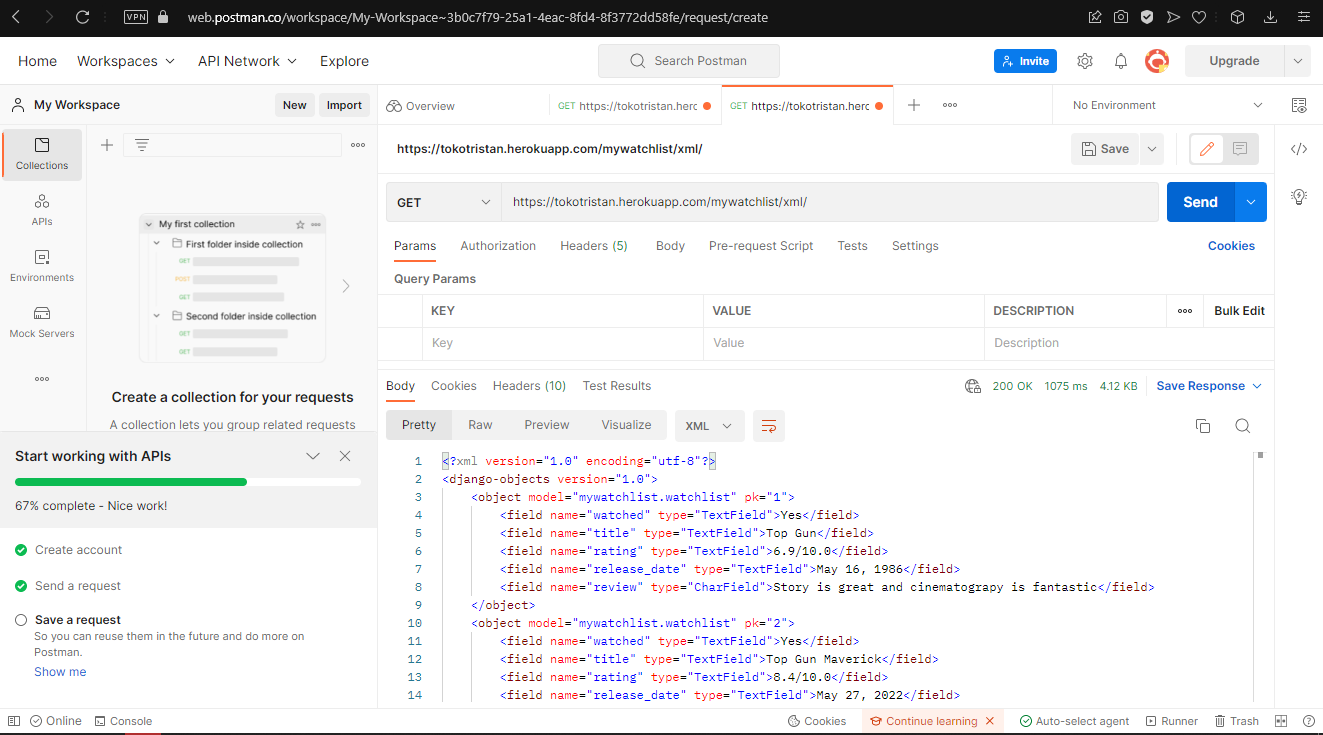 VPN web.postman.co/workspace/My-Workspace~3b0c7f79-25a1-4eac-8fd4-8f3772dd58fe/request/create
Home Workspaces API Network Explore Search Postman Invite Upgrade
My Workspace New Import Overview GET https://tokotristan.herc GET https://tokotristan.herc No Environment
Collections
APIs
Environments
Mock Servers
My first collection
First folder inside collection
GET
POST
GET
Second folder inside collection
GET
GET
Create a collection for your requests
A collection lets you group related requests
Start working with APIs
67% complete - Nice work!
Create account
Send a request
Save a request
So you can reuse them in the future and do more on
Postman.
Show me
https://tokotristan.herokuapp.com/mywatchlist/xml/ Save
GET https://tokotristan.herokuapp.com/mywatchlist/xml/ Send
Params Authorization Headers (5) Body Pre-request Script Tests Settings Cookies
Query Params
KEY VALUE DESCRIPTION Bulk Edit
Key Value Description
Body Cookies Headers (10) Test Results 200 OK 1075 ms 4.12 KB Save Response
Pretty Raw Preview Visualize XML
1 <?xml version="1.0" encoding="utf-8"?>
2 <django-objects version="1.0">
3 <object model="mywatchlist.watchlist" pk="1">
4 <field name="watched" type="TextField">Yes</field>
5 <field name="title" type="TextField">Top Gun</field>
6 <field name="rating" type="TextField">6.9/10.0</field>
7 <field name="release_date" type="TextField">May 16, 1986</field>
8 <field name="review" type="CharField">Story is great and cinematograpy is fantastic</field>
9 </object>
10 <object model="mywatchlist.watchlist" pk="2">
11 <field name="watched" type="TextField">Yes</field>
12 <field name="title" type="TextField">Top Gun Maverick</field>
13 <field name="rating" type="TextField">8.4/10.0</field>
14 <field name="release_date" type="TextField">May 27, 2022</field>
Online Console Cookies Continue learning Auto-select agent Runner Trash